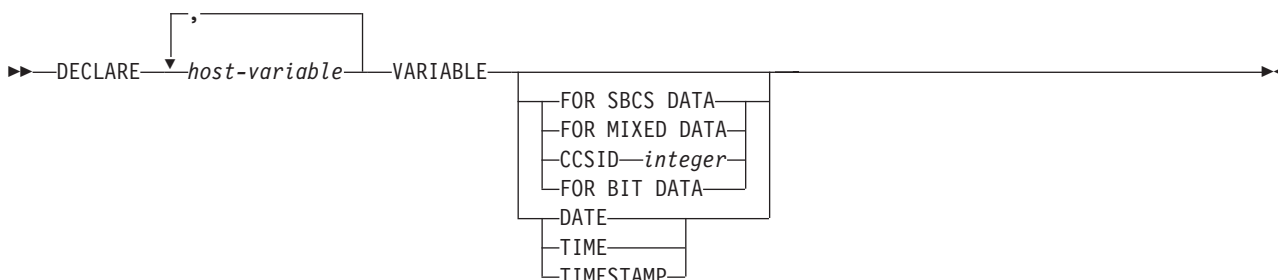 ,
DECLARE host-variable VARIABLE
FOR SBCS DATA
FOR MIXED DATA
CCSID integer
FOR BIT DATA
DATE
TIME
TIMESTAMP